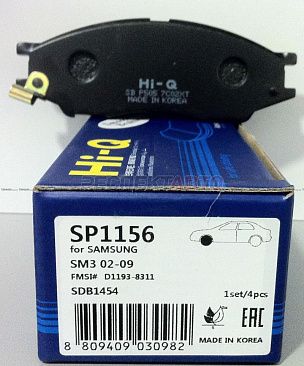 Hi-Q
SB P505 7C02XT
MADE IN KOREA
Hi-Q
SP1156
for SAMSUNG
SM3 02-09
FMSI# D1193-8311
SDB1454
1set/4pcs
EAC
8 809409 030982
MADE IN KOREA